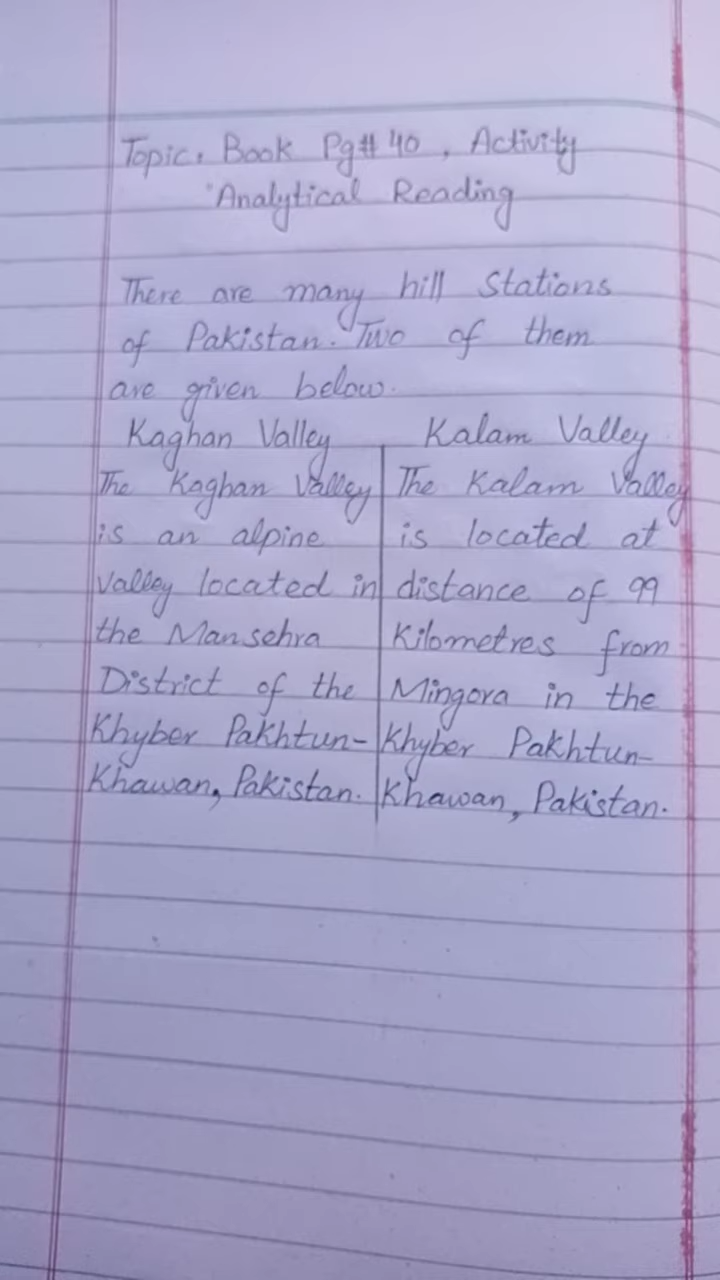 Topic: Book Pg# 40, Activity
"Analytical Reading
There are many hill Stations
of Pakistan. Two of them
are given below.
Kaghan Valley
The Kaghan Valley
is an alpine
Valley located in
the Mansehra
District of the
Khyber Pakhtun-
Khawan, Pakistan.
Kalam Valley
The Kalam Valley
is located at
distance of 99
Kilometres from
Mingora in the
Khyber Pakhtun-
Khawan, Pakistan.